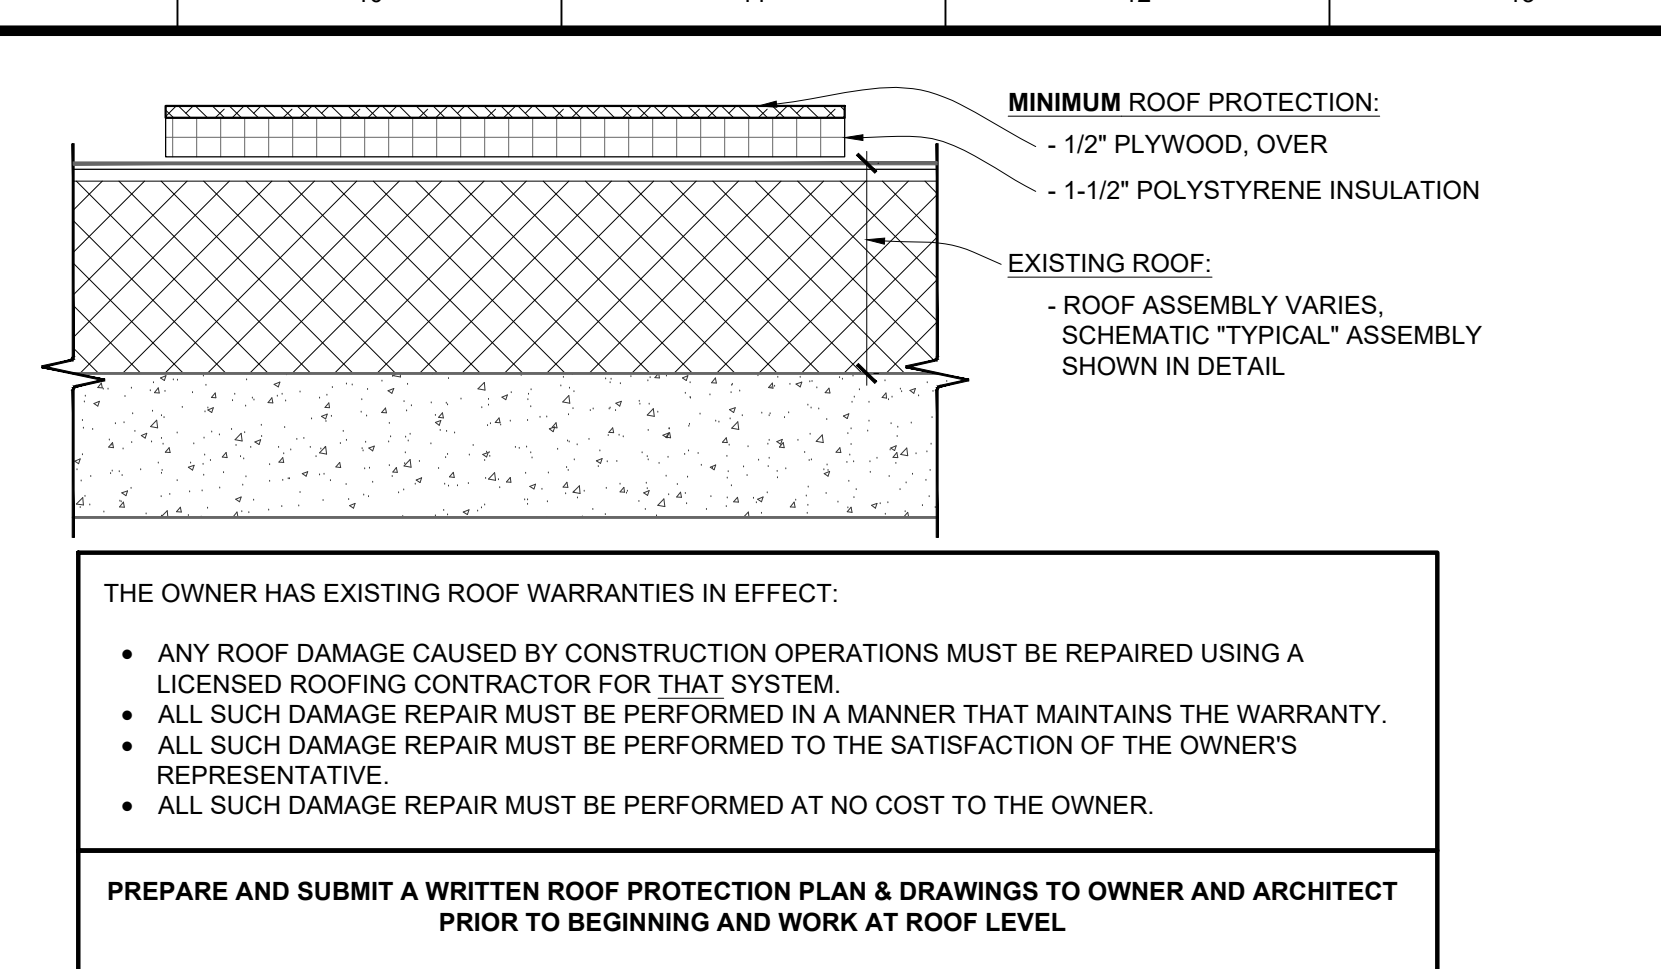 MINIMUM ROOF PROTECTION:
- 1/2" PLYWOOD, OVER
- 1-1/2" POLYSTYRENE INSULATION
EXISTING ROOF:
- ROOF ASSEMBLY VARIES,
SCHEMATIC "TYPICAL" ASSEMBLY
SHOWN IN DETAIL
THE OWNER HAS EXISTING ROOF WARRANTIES IN EFFECT:
• ANY ROOF DAMAGE CAUSED BY CONSTRUCTION OPERATIONS MUST BE REPAIRED USING A
LICENSED ROOFING CONTRACTOR FOR THAT SYSTEM.
• ALL SUCH DAMAGE REPAIR MUST BE PERFORMED IN A MANNER THAT MAINTAINS THE WARRANTY.
• ALL SUCH DAMAGE REPAIR MUST BE PERFORMED TO THE SATISFACTION OF THE OWNER'S
REPRESENTATIVE.
• ALL SUCH DAMAGE REPAIR MUST BE PERFORMED AT NO COST TO THE OWNER.
PREPARE AND SUBMIT A WRITTEN ROOF PROTECTION PLAN & DRAWINGS TO OWNER AND ARCHITECT
PRIOR TO BEGINNING AND WORK AT ROOF LEVEL